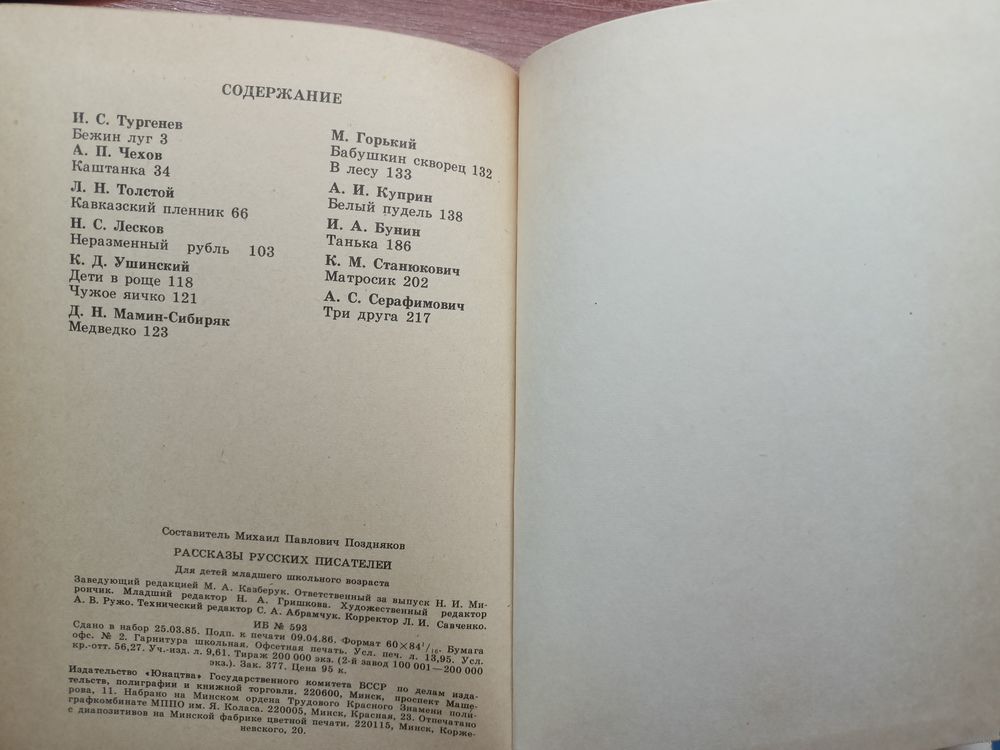 СОДЕРЖАНИЕ
И. С. Тургенев
Бежин луг 3
А. П. Чехов
Каштанка 34
Л. Н. Толстой
Кавказский пленник 66
Н. С. Лесков
Неразменный рубль 103
К. Д. Ушинский
Дети в роще 118
Чужое яичко 121
Д. Н. Мамин-Сибиряк
Медведко 123
М. Горький
Бабушкин скворец 132
В лесу 133
А. И. Куприн
Белый пудель 138
И. А. Бунин
Танька 186
К. М. Станюкович
Матросик 202
А. С. Серафимович
Три друга 217
Составитель Михаил Павлович Поздняков
РАССКАЗЫ РУССКИХ ПИСАТЕЛЕЙ
Для детей младшего школьного возраста
Заведующий редакцией М. А. Казберук. Ответственный за выпуск Н. И. Ми-
рончик. Младший редактор Н. А. Гришкова. Художественный редактор
А. В. Ружо. Технический редактор С. А. Абрамчук. Корректор Л. И. Савченко.
ИБ № 593
Сдано в набор 25.03.85. Подп. к печати 09.04.86. Формат 60×84¹/₁₆. Бумага
офс. № 2. Гарнитура школьная. Офсетная печать. Усл. печ. л. 13,95. Усл.
кр.-отт. 56,27. Уч.-изд. л. 9,61. Тираж 200 000 экз. (2-й завод 100 001—200 000
экз.). Зак. 377. Цена 95 к.
Издательство «Юнацтва» Государственного комитета БССР по делам изда-
тельств, полиграфии и книжной торговли. 220600, Минск, проспект Маше-
рова, 11. Набрано на Минском ордена Трудового Красного Знамени поли-
графкомбинате МППО им. Я. Коласа. 220005, Минск, Красная, 23. Отпечатано
с диапозитивов на Минской фабрике цветной печати. 220115, Минск, Корже-
невского, 20.